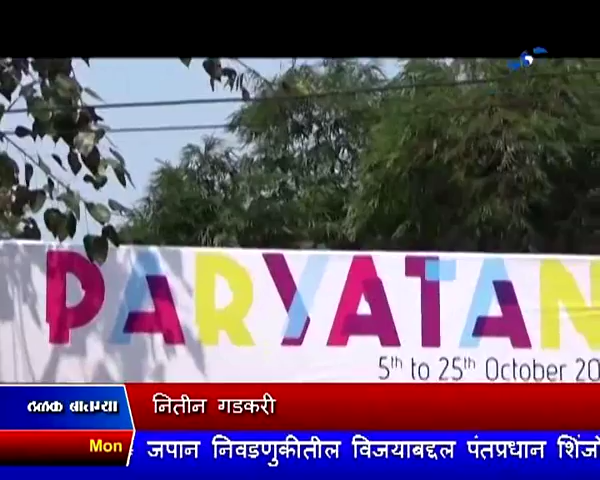 PARYATAN
5th to 25th October 20
ठळक बातम्या
नितीन गडकरी
Mon
जपान निवडणुकीतील विजयाबद्दल पंतप्रधान शिंजो